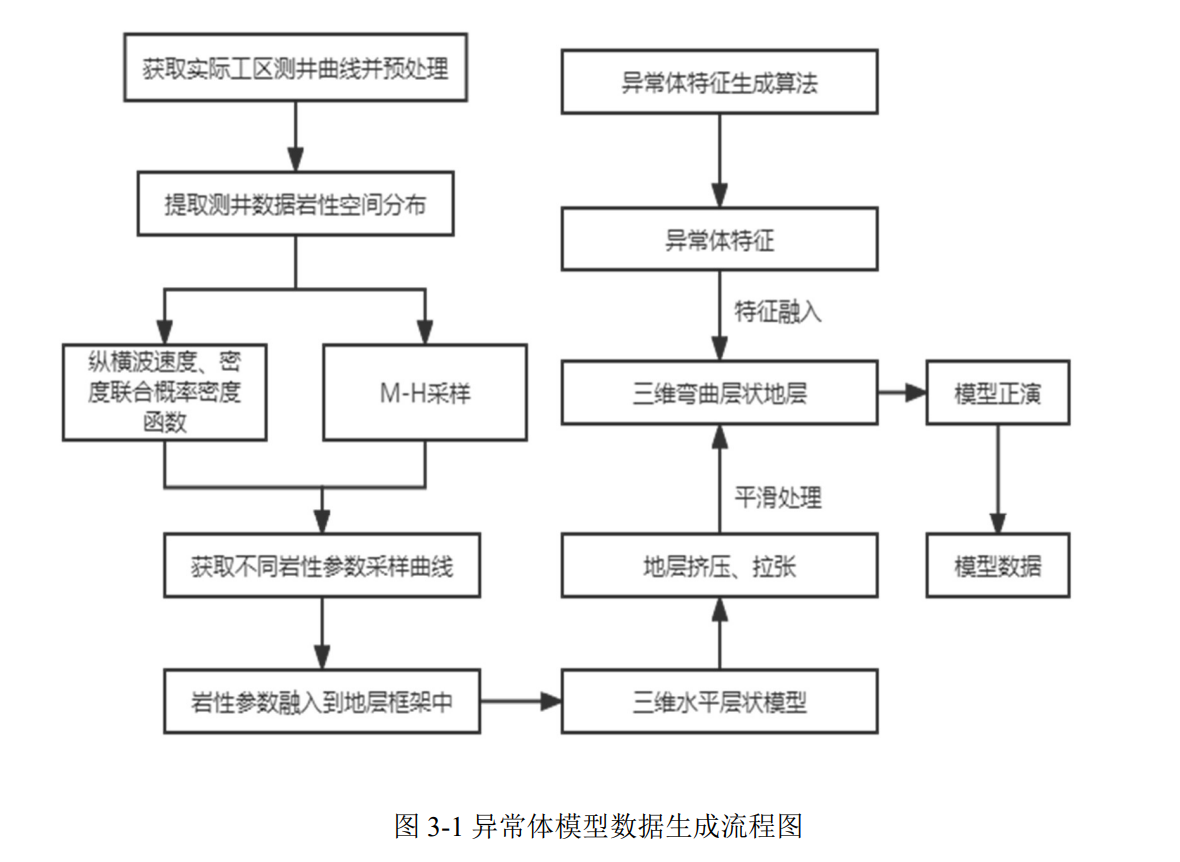 获取实际工区测井曲线并预处理
提取测井数据岩性空间分布
纵横波速度、密
度联合概率密度
函数
M-H采样
获取不同岩性参数采样曲线
岩性参数融入到地层框架中
异常体特征生成算法
异常体特征
特征融入
三维弯曲层状地层
平滑处理
地层挤压、拉张
三维水平层状模型
模型正演
模型数据
图 3-1 异常体模型数据生成流程图